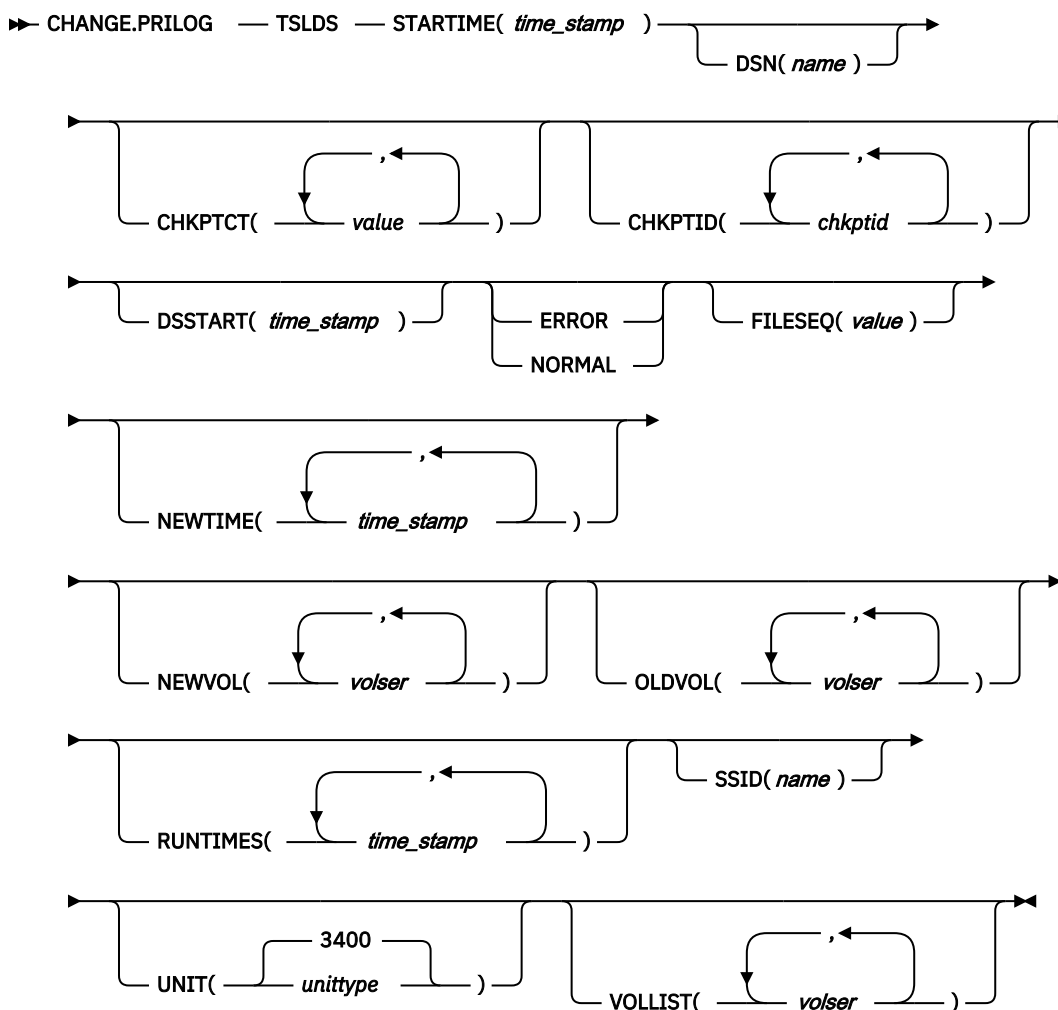 CHANGE.PRILOG TSLDS STARTIME( time_stamp )
DSN( name )
,
CHKPTCT( value )
,
CHKPTID( chkptid )
DSSTART( time_stamp )
ERROR
NORMAL
FILESEQ( value )
,
NEWTIME( time_stamp )
,
NEWVOL( volser )
,
OLDVOL( volser )
,
RUNTIMES( time_stamp )
SSID( name )
3400
UNIT( unittype )
,
VOLLIST( volser )